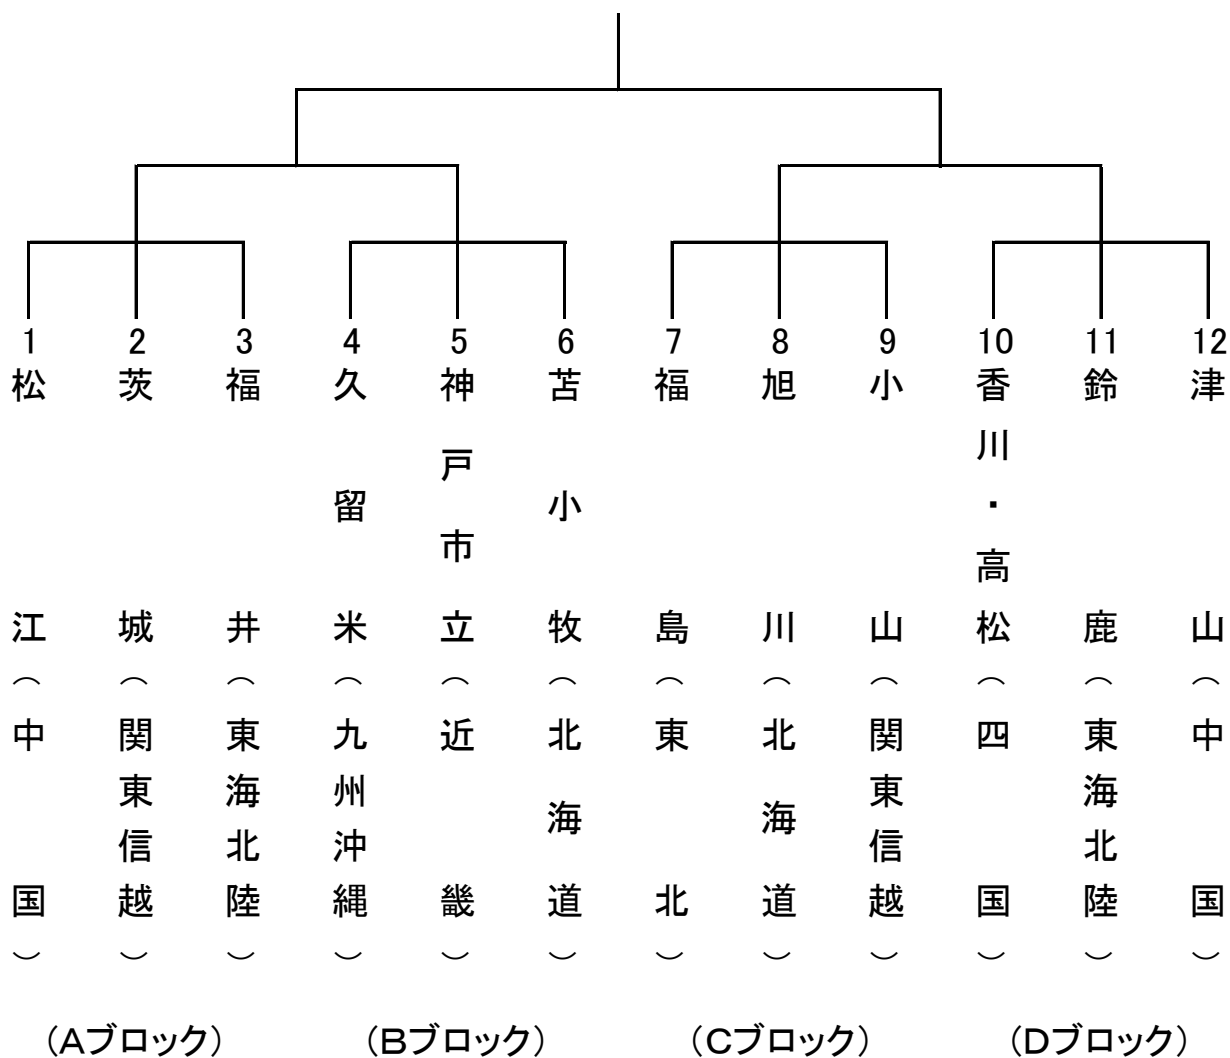 1 松江（中国）
2 茨城（関東信越）
3 福井（東海北陸）
4 久留米（九州沖縄）
5 神戸市立（近畿）
6 苫小牧（北海道）
7 福島（東北）
8 旭川（北海道）
9 小山（関東信越）
10 香川・高松（四国）
11 鈴鹿（東海北陸）
12 津山（中国）
（Aブロック）
（Bブロック）
（Cブロック）
（Dブロック）